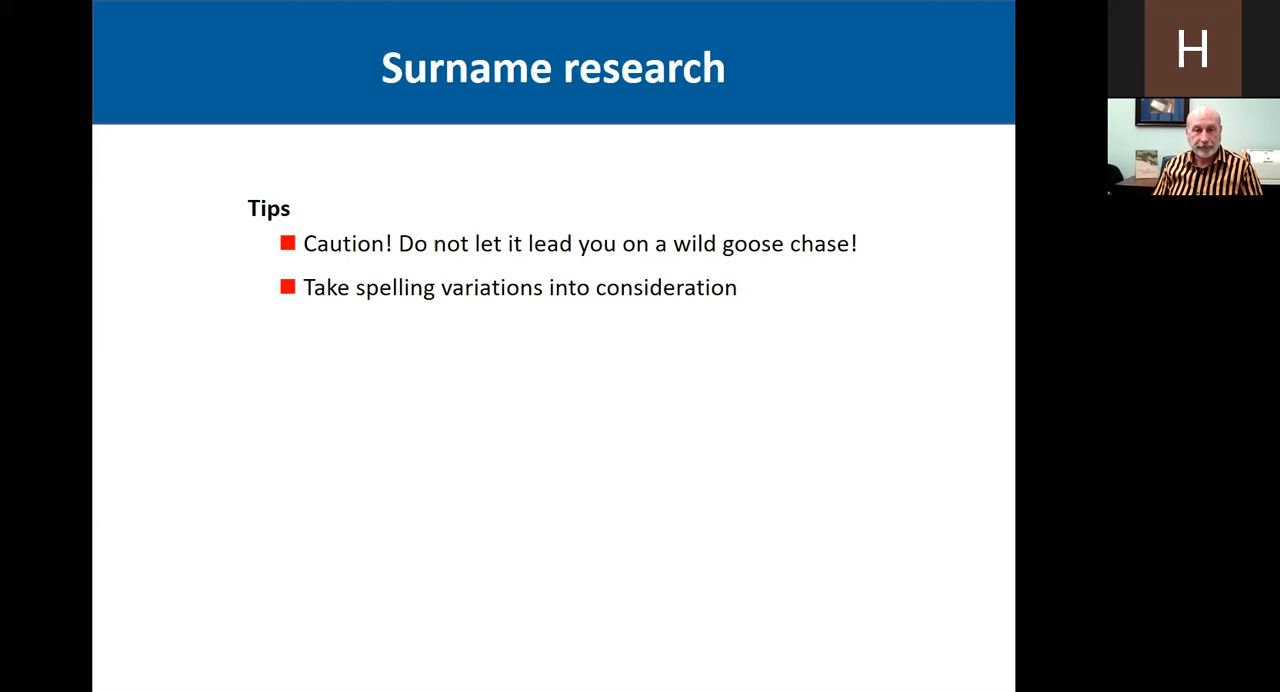 Surname research
H
Tips
Caution! Do not let it lead you on a wild goose chase!
Take spelling variations into consideration